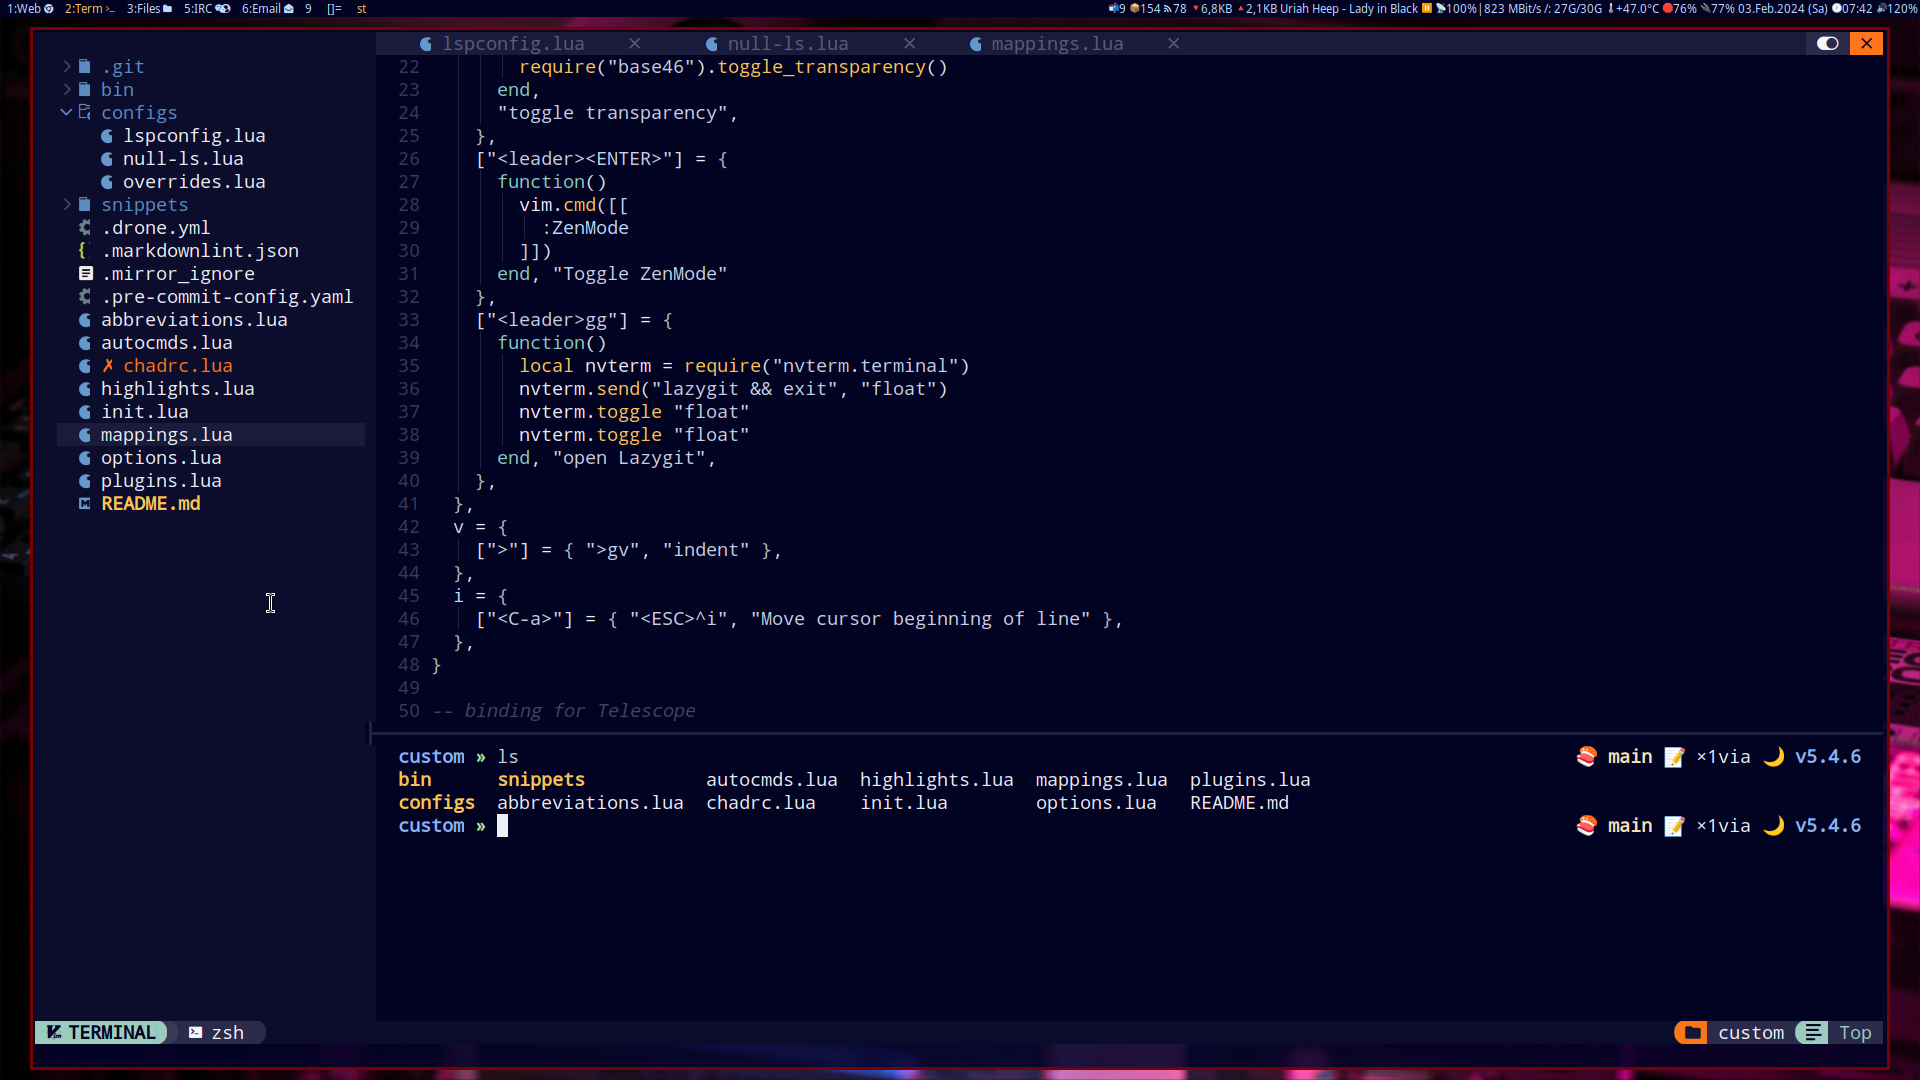 1:Web 2:Term 3:Files 5:IRC 6:Email 9 []= st
9 154 78 6,8KB 2,1KB Uriah Heep - Lady in Black 100%|823 MBit/s /: 27G/30G +47.0°C 76% 77% 03.Feb.2024 (Sa) 07:42 120%
lspconfig.lua × null-ls.lua × mappings.lua ×
.git
bin
configs
lspconfig.lua
null-ls.lua
overrides.lua
snippets
.drone.yml
.markdownlint.json
.mirror_ignore
.pre-commit-config.yaml
abbreviations.lua
autocmds.lua
✗ chadrc.lua
highlights.lua
init.lua
mappings.lua
options.lua
plugins.lua
README.md
22 require("base46").toggle_transparency()
23 end,
24 "toggle transparency",
25 },
26 ["<leader><ENTER>"] = {
27 function()
28 vim.cmd([[
29 :ZenMode
30 ]])
31 end, "Toggle ZenMode"
32 },
33 ["<leader>gg"] = {
34 function()
35 local nvterm = require("nvterm.terminal")
36 nvterm.send("lazygit && exit", "float")
37 nvterm.toggle "float"
38 nvterm.toggle "float"
39 end, "open Lazygit",
40 },
41 },
42 v = {
43 [">"] = { ">gv", "indent" },
44 },
45 i = {
46 ["<C-a>"] = { "<ESC>^i", "Move cursor beginning of line" },
47 },
48 }
49
50 -- binding for Telescope
custom » ls 🍣 main 📝 ×1via 🌙 v5.4.6
bin snippets autocmds.lua highlights.lua mappings.lua plugins.lua
configs abbreviations.lua chadrc.lua init.lua options.lua README.md
custom » 🍣 main 📝 ×1via 🌙 v5.4.6
TERMINAL zsh custom Top